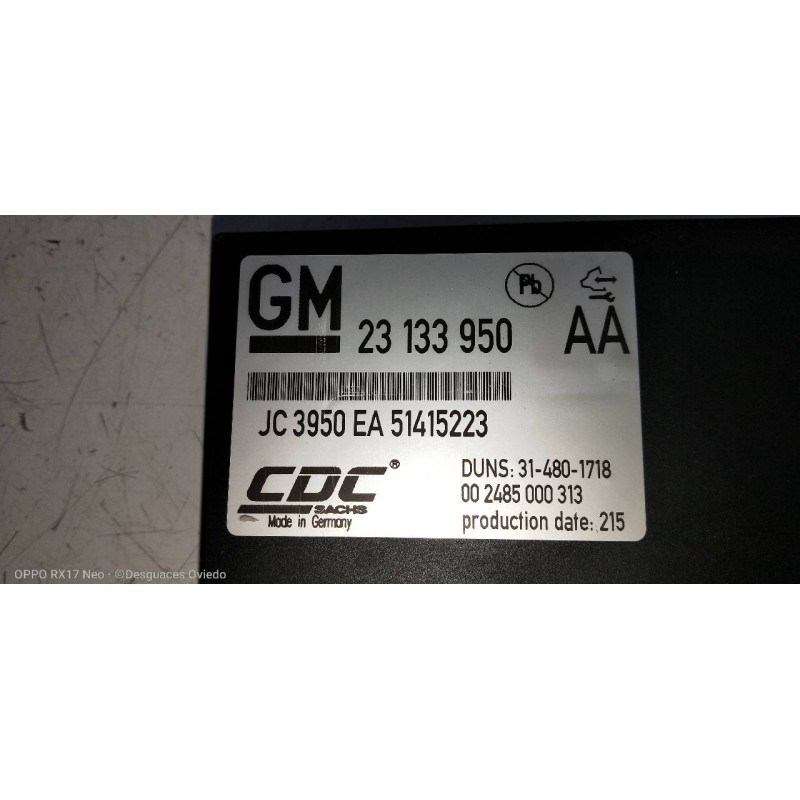 GM
Pb
23 133 950
AA
JC 3950 EA 51415223
CDC®
SACHS
Made in Germany
DUNS: 31-480-1718
00 2485 000 313
production date: 215
OPPO RX17 Neo · ©Desguaces Oviedo